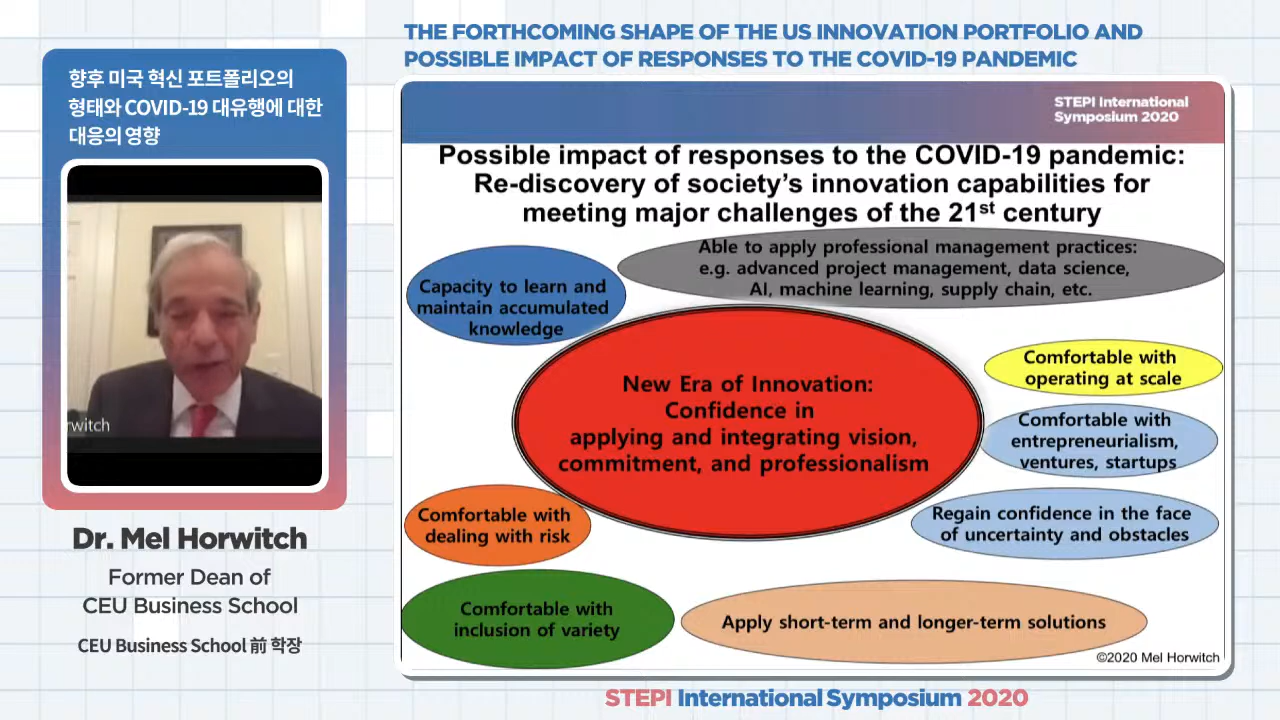 THE FORTHCOMING SHAPE OF THE US INNOVATION PORTFOLIO AND
POSSIBLE IMPACT OF RESPONSES TO THE COVID-19 PANDEMIC
향후 미국 혁신 포트폴리오의
형태와 COVID-19 대유행에 대한
대응의 영향
rwitch
Dr. Mel Horwitch
Former Dean of
CEU Business School
CEU Business School 前 학장
STEPI International
Symposium 2020
Possible impact of responses to the COVID-19 pandemic:
Re-discovery of society's innovation capabilities for
meeting major challenges of the 21st century
Able to apply professional management practices:
e.g. advanced project management, data science,
AI, machine learning, supply chain, etc.
Capacity to learn and
maintain accumulated
knowledge
Comfortable with
operating at scale
New Era of Innovation:
Confidence in
applying and integrating vision,
commitment, and professionalism
Comfortable with
entrepreneurialism,
ventures, startups
Comfortable with
dealing with risk
Regain confidence in the face
of uncertainty and obstacles
Comfortable with
inclusion of variety
Apply short-term and longer-term solutions
©2020 Mel Horwitch
STEPI International Symposium 2020